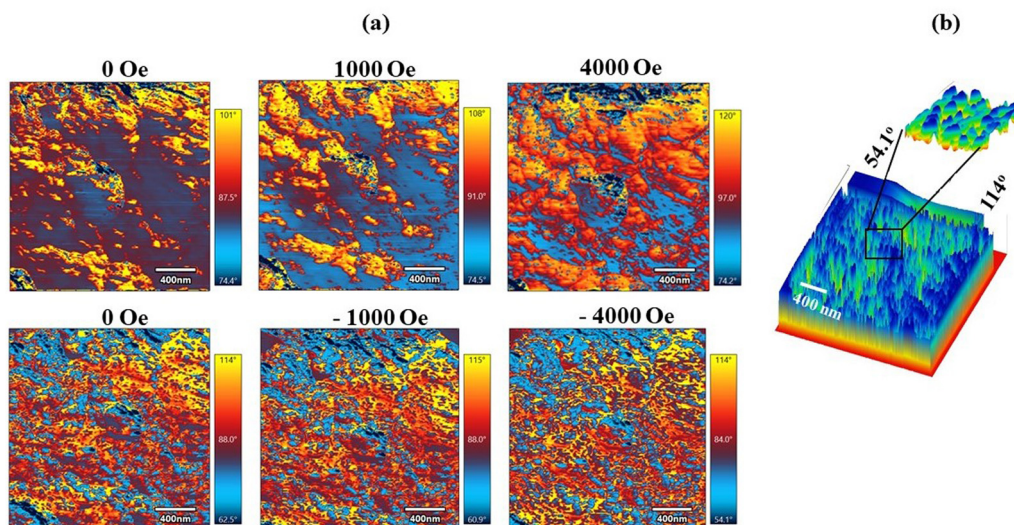 (a)
(b)
0 Oe
1000 Oe
4000 Oe
101°
87.5°
74.4°
400nm
108°
91.0°
74.5°
400nm
120°
97.0°
74.2°
400nm
0 Oe
- 1000 Oe
- 4000 Oe
114°
88.0°
62.5°
400nm
115°
88.0°
60.9°
400nm
114°
84.0°
54.1°
400nm
54.1º
114º
400 nm